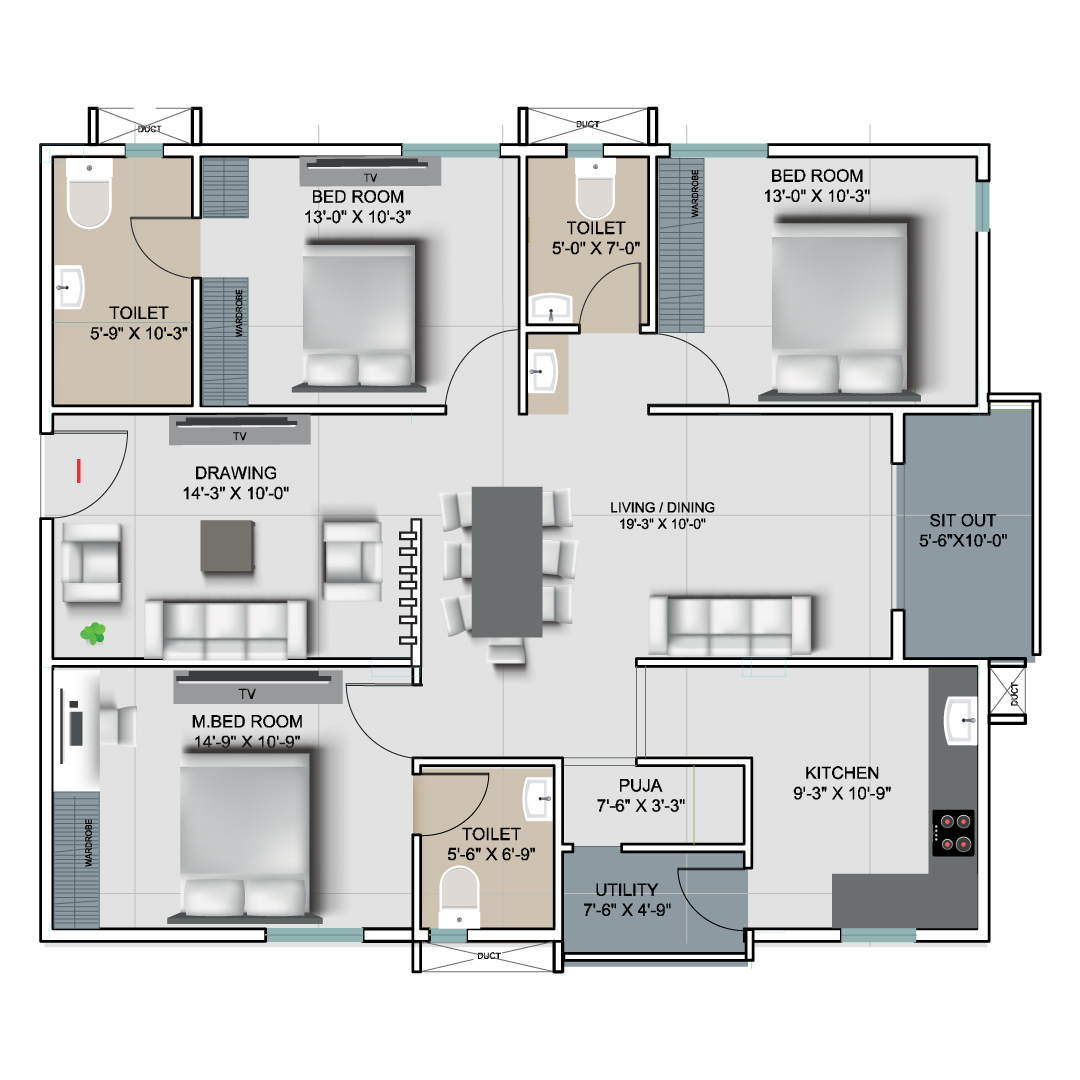 DUCT
DUCT
TV
BED ROOM
13'-0" X 10'-3"
WARDROBE
TOILET
5'-9" X 10'-3"
TOILET
5'-0" X 7'-0"
WARDROBE
BED ROOM
13'-0" X 10'-3"
TV
DRAWING
14'-3" X 10'-0"
LIVING / DINING
19'-3" X 10'-0"
SIT OUT
5'-6"X10'-0"
TV
M.BED ROOM
14'-9" X 10'-9"
WARDROBE
TOILET
5'-6" X 6'-9"
PUJA
7'-6" X 3'-3"
UTILITY
7'-6" X 4'-9"
KITCHEN
9'-3" X 10'-9"
DUCT
DUCT